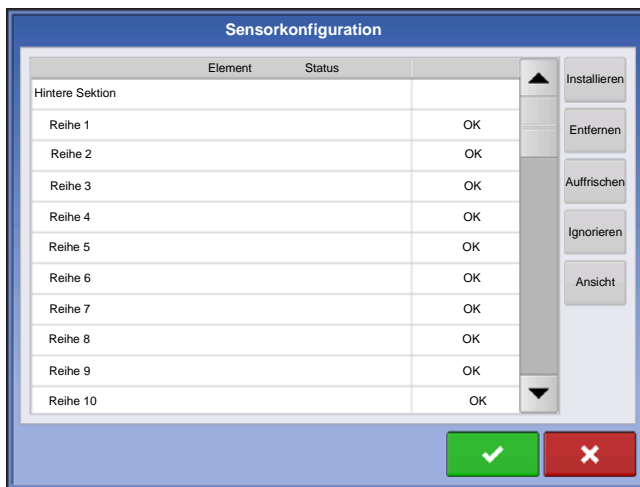 Sensorkonfiguration
Element Status
Installieren
Hintere Sektion
Reihe 1 OK
Entfernen
Reihe 2 OK
Reihe 3 OK
Auffrischen
Reihe 4 OK
Ignorieren
Reihe 5 OK
Reihe 6 OK
Ansicht
Reihe 7 OK
Reihe 8 OK
Reihe 9 OK
Reihe 10 OK